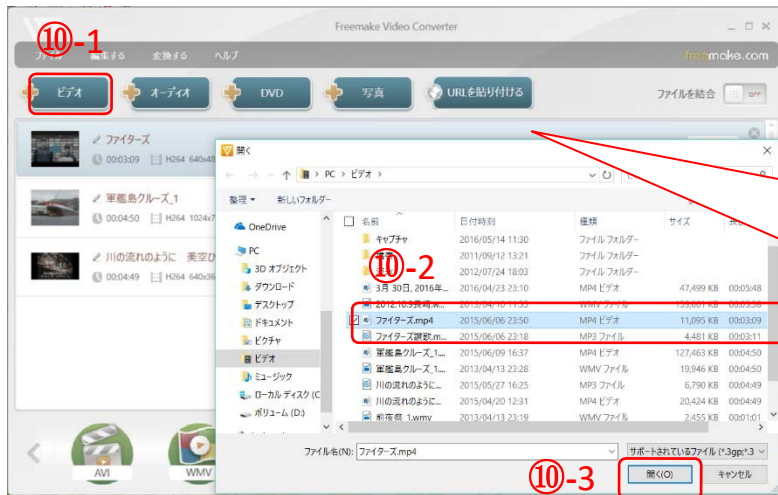 Freemake Video Converter
⑩-1
編集する 変換する ヘルプ
freemake.com
ビデオ オーディオ DVD 写真 URLを貼り付ける ファイルを結合 OFF
ファイターズ
00:03:09 H264 640x48
軍艦島クルーズ_1
00:04:50 H264 1024x7
川の流れのように 美空ひ
00:04:49 H264 640x36
開く
PC > ビデオ >
整理 新しいフォルダー
OneDrive
PC
3D オブジェクト
ダウンロード
デスクトップ
ドキュメント
ピクチャ
ビデオ
ミュージック
ローカル ディスク (C
ボリューム (D:)
名前 日付時刻 種類 サイズ
キャプチャ 2016/05/14 11:30 ファイル フォルダー
2011/09/12 13:21 ファイル フォルダー
⑩-2
2012/07/24 18:03 ファイル フォルダー
3月 30日, 2016年... 2016/04/23 23:10 MP4 ビデオ 47,499 KB 00:05:48
ファイターズ.mp4 2015/06/06 23:50 MP4 ビデオ 11,095 KB 00:03:09
ファイターズ讃歌.m... 2015/06/06 23:18 MP3 ファイル 4,481 KB 00:03:11
軍艦島クルーズ_1.... 2015/06/09 16:37 MP4 ビデオ 127,463 KB 00:04:50
軍艦島クルーズ_1.... 2013/04/13 23:28 WMV ファイル 19,946 KB 00:04:50
川の流れのように... 2015/05/27 16:25 MP3 ファイル 6,790 KB 00:04:49
川の流れのように... 2015/04/20 12:31 MP4 ビデオ 20,424 KB 00:04:49
前夜祭_1.wmv 2013/04/13 23:19 WMV ファイル 2,455 KB 00:01:01
AVI WMV
ファイル名(N): ファイターズ.mp4 サポートされているファイル (*.3gp;*.3
⑩-3
開く(O) キャンセル